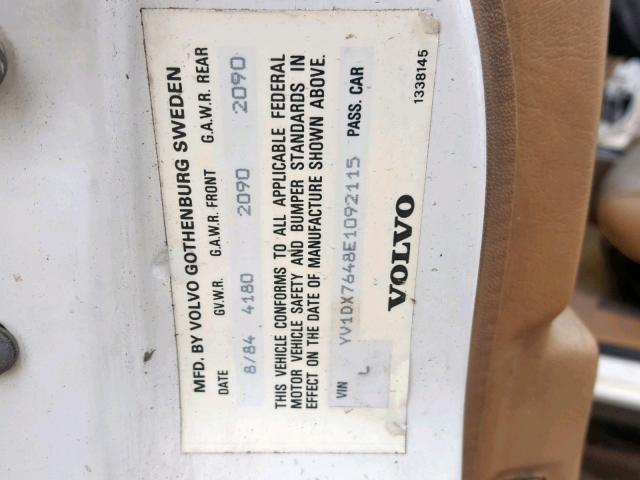 MFD. BY VOLVO GOTHENBURG SWEDEN
DATE GV.W.R. G.A.W.R. FRONT G.A.W.R. REAR
8/84 4180 2090 2090
THIS VEHICLE CONFORMS TO ALL APPLICABLE FEDERAL
MOTOR VEHICLE SAFETY AND BUMPER STANDARDS IN
EFFECT ON THE DATE OF MANUFACTURE SHOWN ABOVE.
YV1DX7648E1092115 PASS. CAR
VIN L
VOLVO
1338145